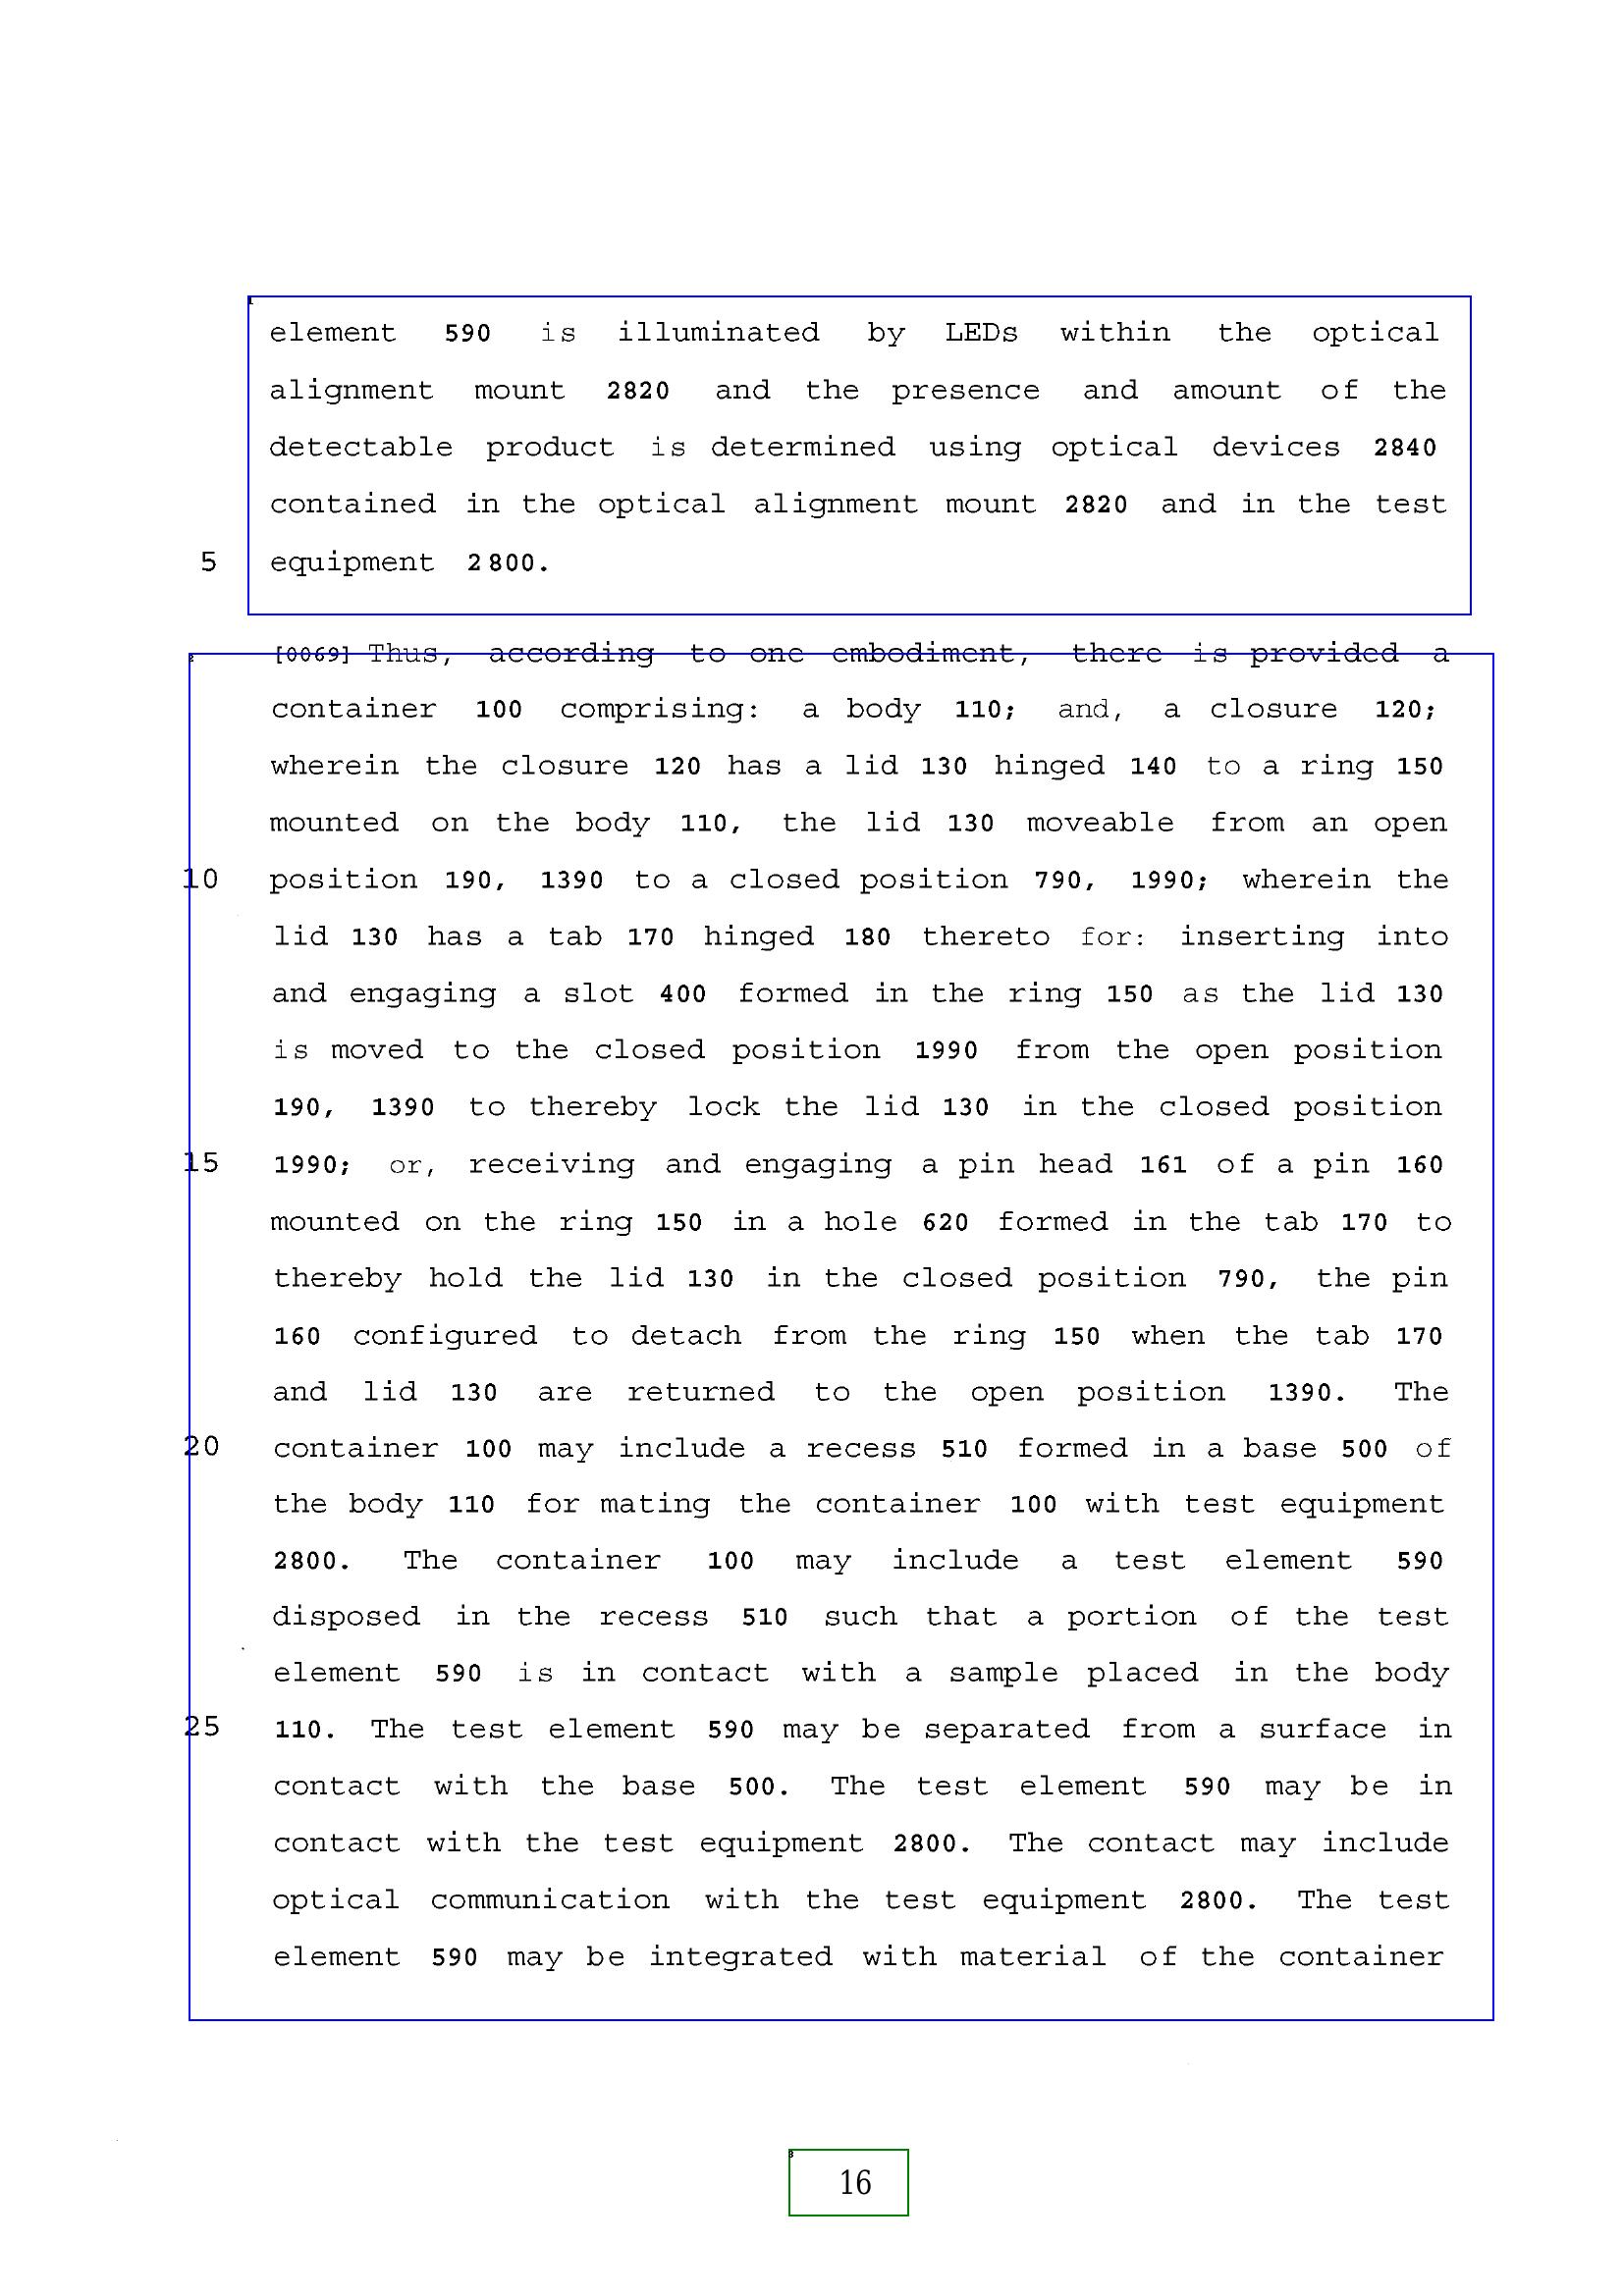 element 590 is illuminated by LEDs within the optical
alignment mount 2820 and the presence and amount of the
detectable product is determined using optical devices 2840
contained in the optical alignment mount 2820 and in the test
5 equipment 2800.
[0069] Thus, according to one embodiment, there is provided a
container 100 comprising: a body 110; and, a closure 120;
wherein the closure 120 has a lid 130 hinged 140 to a ring 150
mounted on the body 110, the lid 130 moveable from an open
10 position 190, 1390 to a closed position 790, 1990; wherein the
lid 130 has a tab 170 hinged 180 thereto for: inserting into
and engaging a slot 400 formed in the ring 150 as the lid 130
is moved to the closed position 1990 from the open position
190, 1390 to thereby lock the lid 130 in the closed position
15 1990; or, receiving and engaging a pin head 161 of a pin 160
mounted on the ring 150 in a hole 620 formed in the tab 170 to
thereby hold the lid 130 in the closed position 790, the pin
160 configured to detach from the ring 150 when the tab 170
and lid 130 are returned to the open position 1390. The
20 container 100 may include a recess 510 formed in a base 500 of
the body 110 for mating the container 100 with test equipment
2800. The container 100 may include a test element 590
disposed in the recess 510 such that a portion of the test
element 590 is in contact with a sample placed in the body
25 110. The test element 590 may be separated from a surface in
contact with the base 500. The test element 590 may be in
contact with the test equipment 2800. The contact may include
optical communication with the test equipment 2800. The test
element 590 may be integrated with material of the container
16